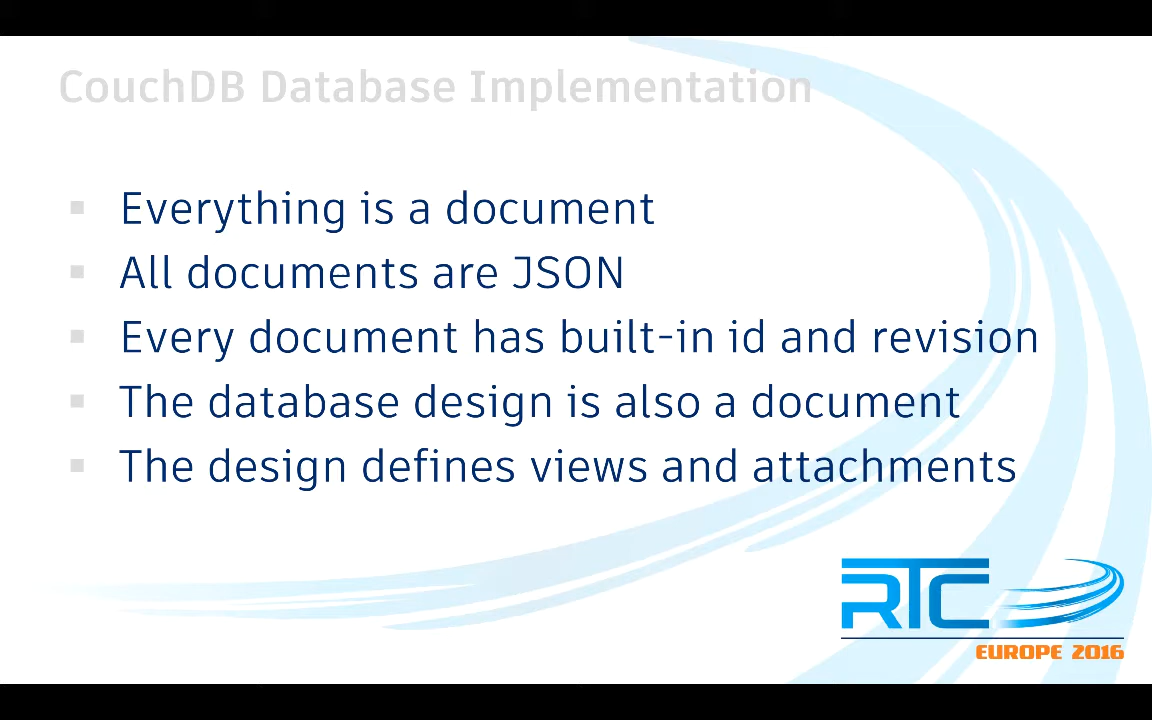 CouchDB Database Implementation
Everything is a document
All documents are JSON
Every document has built-in id and revision
The database design is also a document
The design defines views and attachments
RTC
EUROPE 2016